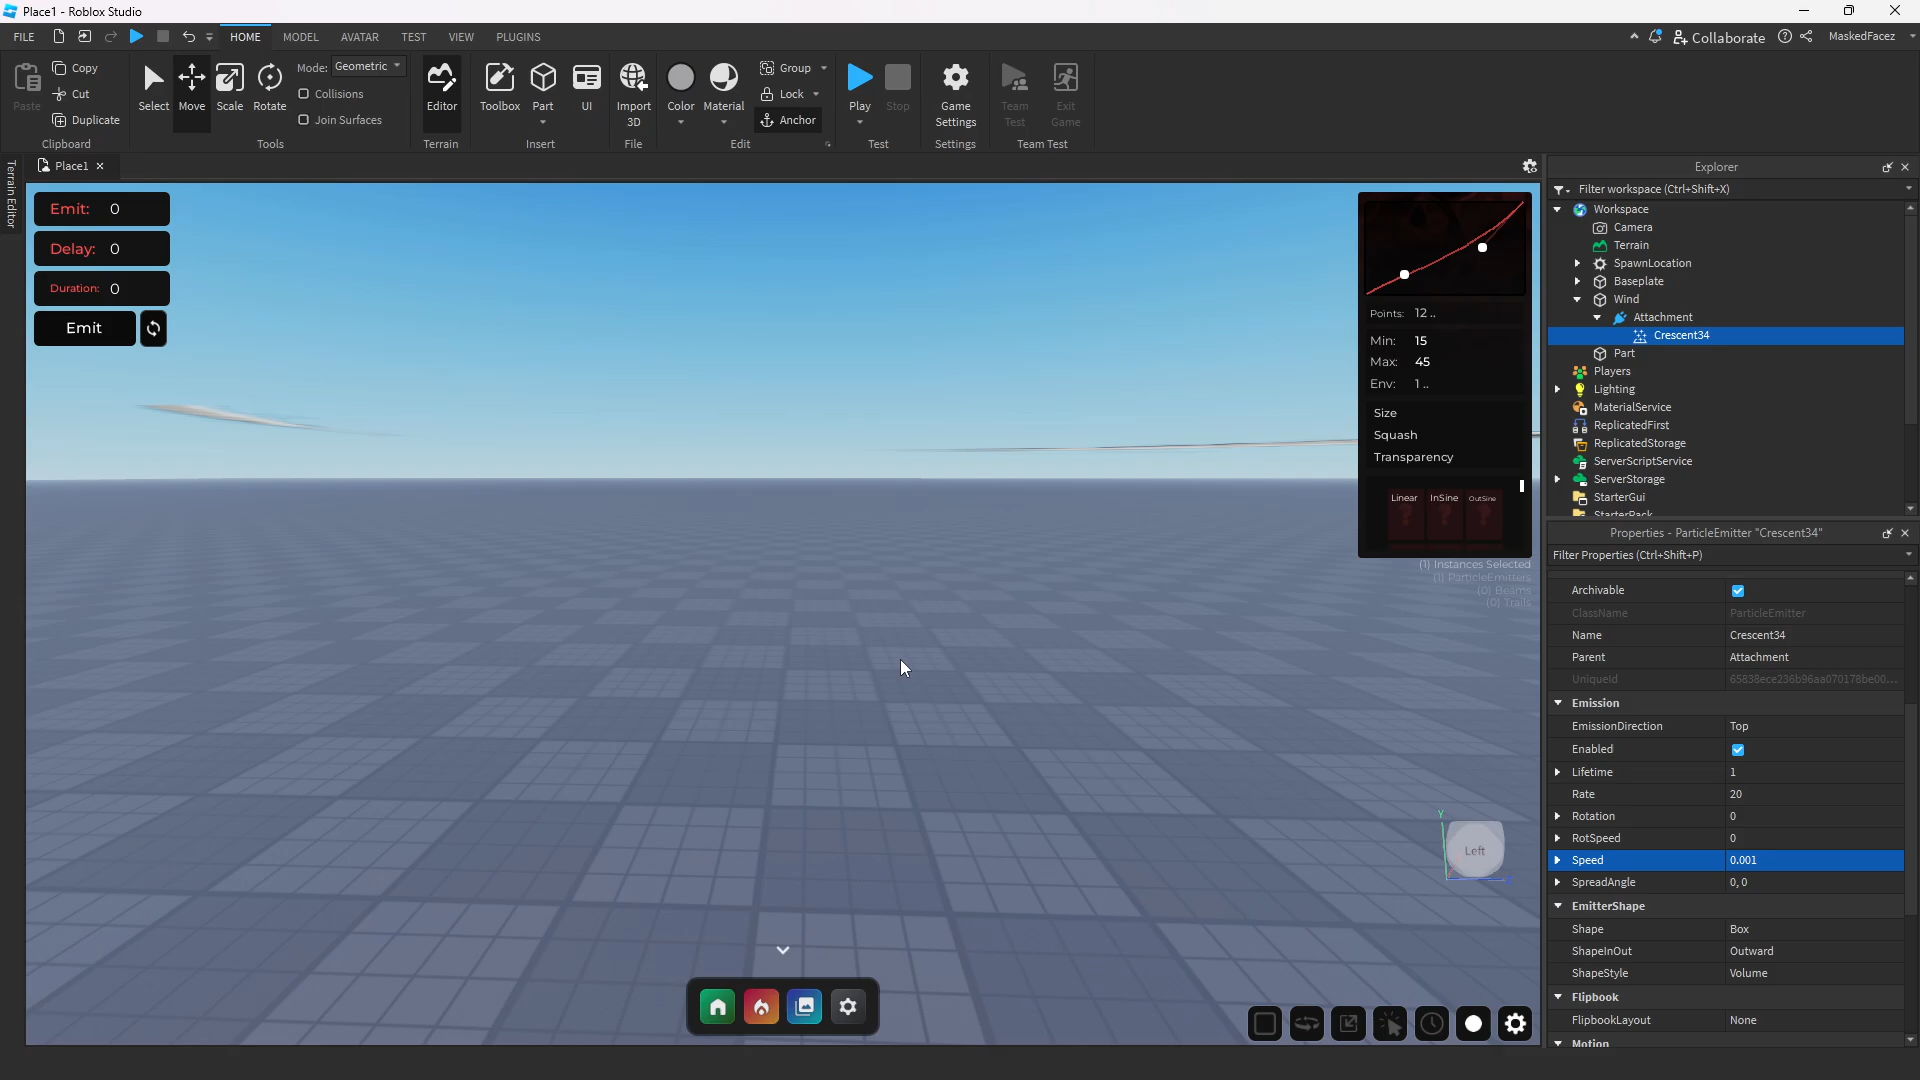 Place1 - Roblox Studio
FILE
HOME
MODEL
AVATAR
TEST
VIEW
PLUGINS
Collaborate
MaskedFacez
Paste
Copy
Cut
Duplicate
Clipboard
Select
Move
Scale
Rotate
Mode:
Geometric
Collisions
Join Surfaces
Tools
Editor
Terrain
Toolbox
Part
UI
Insert
Import
3D
File
Color
Material
Group
Lock
Anchor
Edit
Play
Stop
Test
Game
Settings
Settings
Team
Test
Exit
Game
Team Test
Terrain Editor
Place1
Emit: 0
Delay: 0
Duration: 0
Emit
Points: 12 ..
Min: 15
Max: 45
Env: 1 ..
Size
Squash
Transparency
Linear
InSine
OutSine
(1) Instances Selected
(1) ParticleEmitters
(0) Beams
(0) Trails
Y
Left
Explorer
Filter workspace (Ctrl+Shift+X)
Workspace
Camera
Terrain
SpawnLocation
Baseplate
Wind
Attachment
Crescent34
Part
Players
Lighting
MaterialService
ReplicatedFirst
ReplicatedStorage
ServerScriptService
ServerStorage
StarterGui
StarterPack
Properties - ParticleEmitter "Crescent34"
Filter Properties (Ctrl+Shift+P)
Archivable
ClassName ParticleEmitter
Name Crescent34
Parent Attachment
UniqueId 65838ece236b96aa070178be00...
Emission
EmissionDirection Top
Enabled
Lifetime 1
Rate 20
Rotation 0
RotSpeed 0
Speed 0.001
SpreadAngle 0, 0
EmitterShape
Shape Box
ShapeInOut Outward
ShapeStyle Volume
Flipbook
FlipbookLayout None
Motion